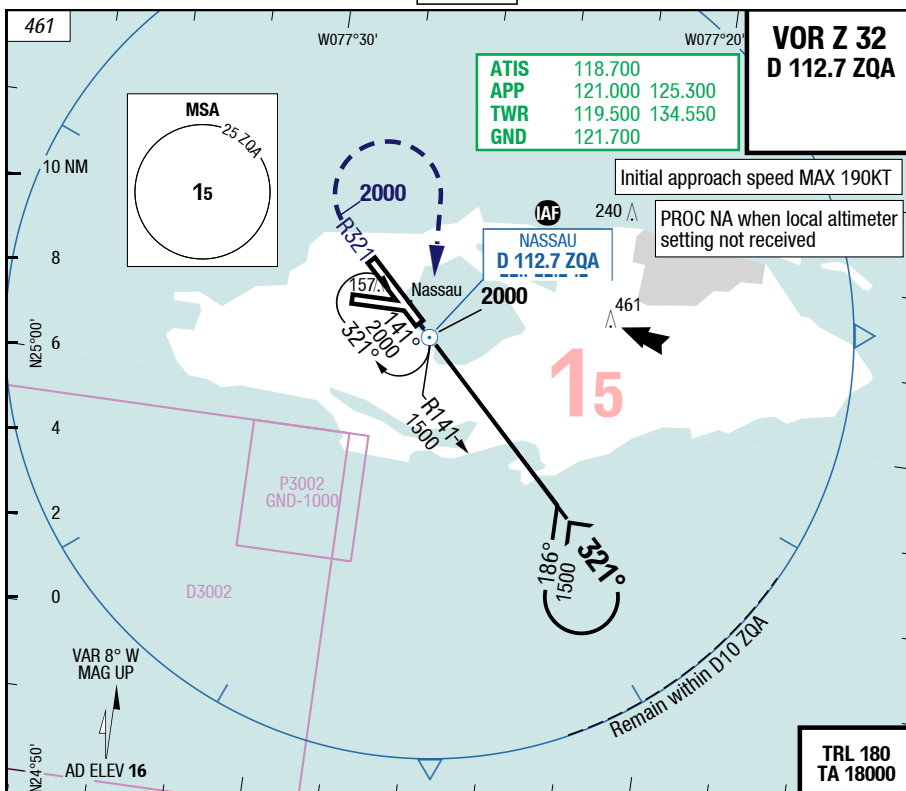 461
W077°30'
W077°20'
VOR Z 32
D 112.7 ZQA
ATIS 118.700
APP 121.000 125.300
TWR 119.500 134.550
GND 121.700
MSA
25 ZQA
15
10 NM
Initial approach speed MAX 190KT
2000
IAF
240
PROC NA when local altimeter
setting not received
R321
NASSAU
D 112.7 ZQA
8
157
Nassau
2000
461
141°
2000
321°
N25°00'
6
15
R141
1500
4
P3002
GND-1000
2
321°
186°
1500
D3002
0
Remain within D10 ZQA
VAR 8° W
MAG UP
N24°50'
AD ELEV 16
TRL 180
TA 18000